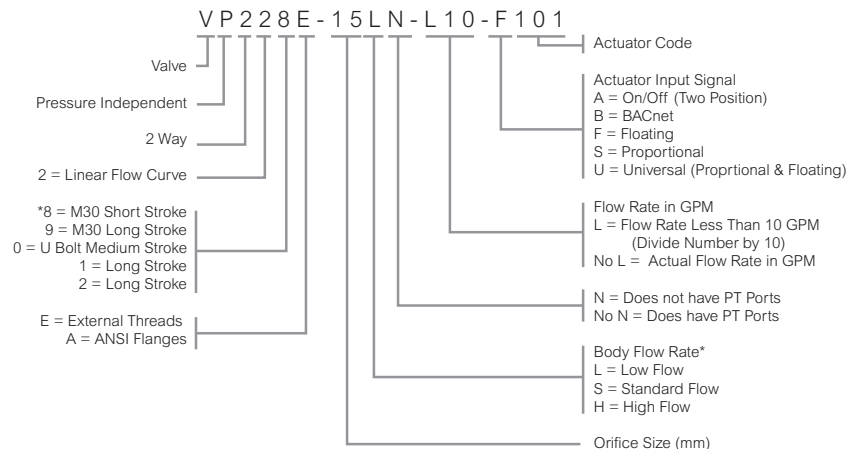 VP228E-15LN-L10-F101
Valve
Pressure Independent
2 Way
2 = Linear Flow Curve
*8 = M30 Short Stroke
9 = M30 Long Stroke
0 = U Bolt Medium Stroke
1 = Long Stroke
2 = Long Stroke
E = External Threads
A = ANSI Flanges
Actuator Code
Actuator Input Signal
A = On/Off (Two Position)
B = BACnet
F = Floating
S = Proportional
U = Universal (Proprtional & Floating)
Flow Rate in GPM
L = Flow Rate Less Than 10 GPM
(Divide Number by 10)
No L = Actual Flow Rate in GPM
N = Does not have PT Ports
No N = Does have PT Ports
Body Flow Rate*
L = Low Flow
S = Standard Flow
H = High Flow
Orifice Size (mm)